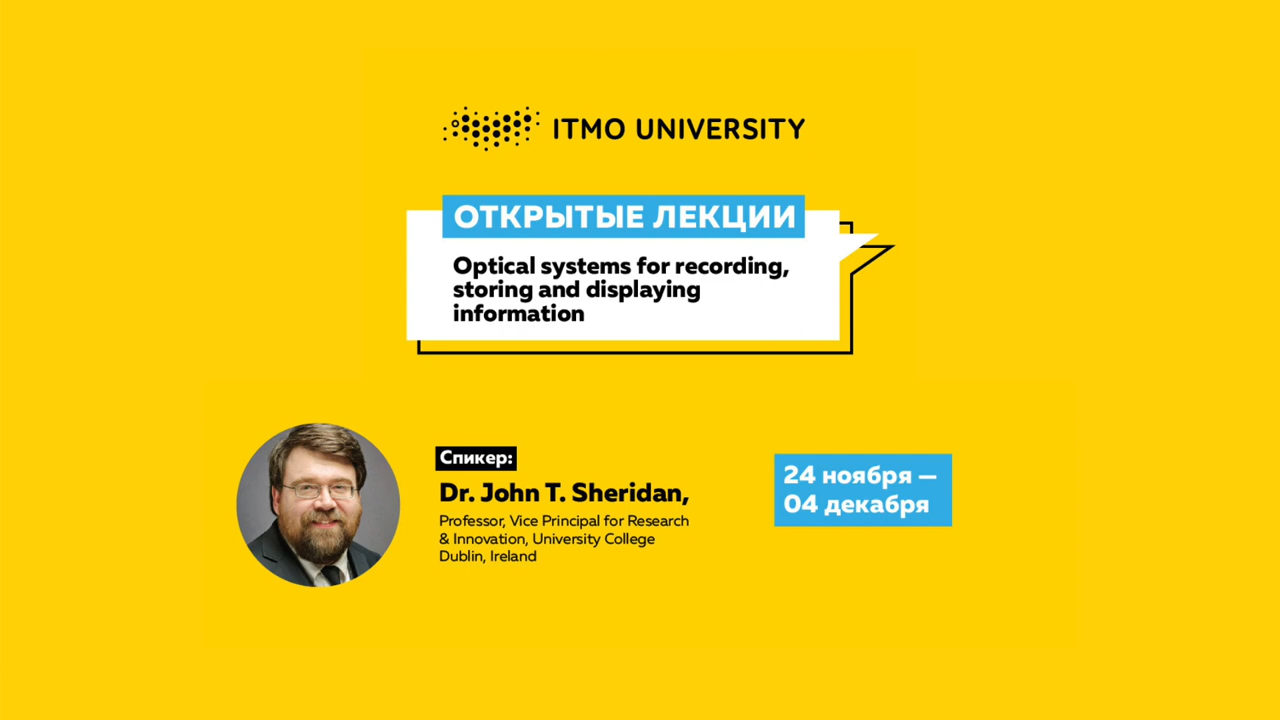 ITMO UNIVERSITY
ОТКРЫТЫЕ ЛЕКЦИИ
Optical systems for recording,
storing and displaying
information
Спикер:
Dr. John T. Sheridan,
Professor, Vice Principal for Research
& Innovation, University College
Dublin, Ireland
24 ноября —
04 декабря